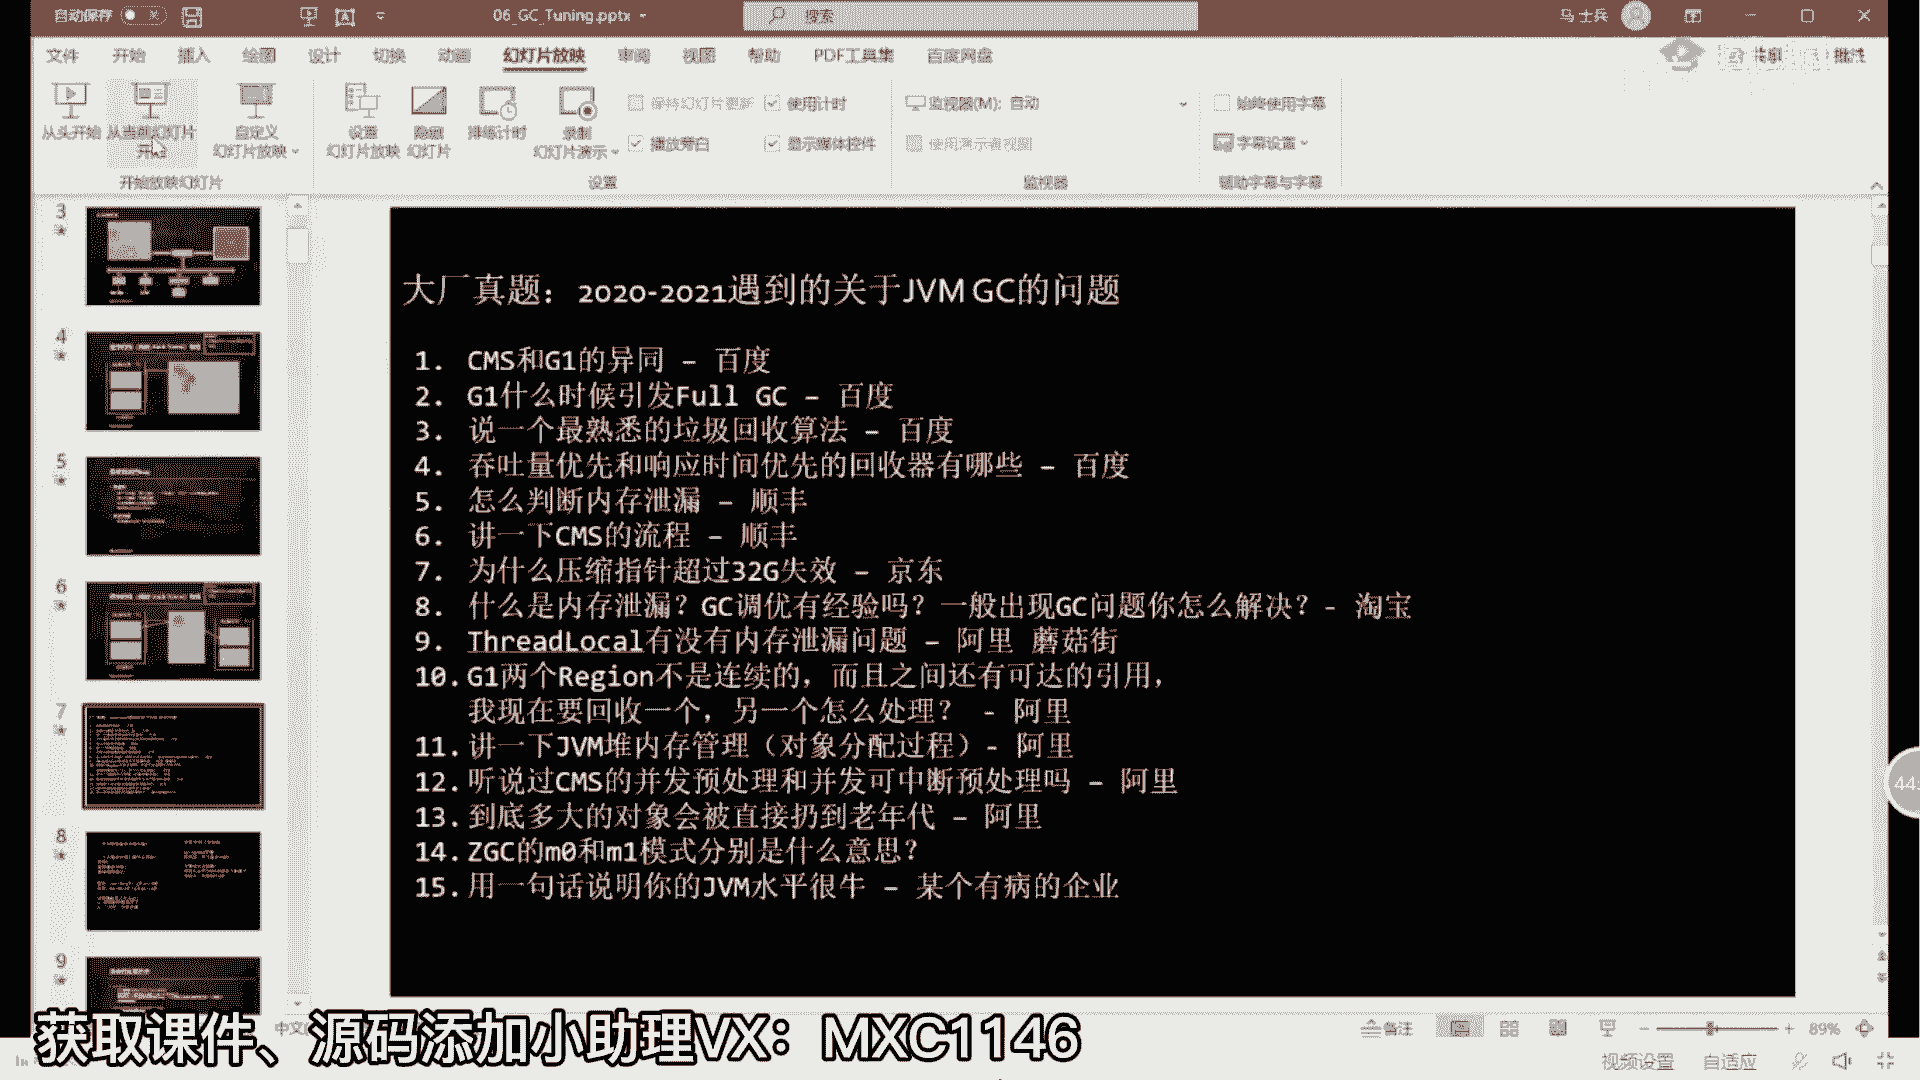 自动保存
06_GC_Tuning.pptx
搜索
马 士兵
文件 开始 插入 绘图 设计 切换 动画 幻灯片放映 审阅 视图 帮助 PDF工具集 百度网盘 共享 批注
从头开始 从当前幻灯片 开始
自定义 幻灯片放映
设置 幻灯片放映
隐藏 幻灯片
排练计时
录制 幻灯片演示
保持幻灯片更新 使用计时
播放旁白 显示媒体控件
监视器(M): 自动
使用演示者视图
始终使用字幕
字幕设置
开始放映幻灯片 设置 监视器 辅助字幕与字幕
3
4
5
6
7
8
9
大厂真题：2020-2021遇到的关于JVM GC的问题
1. CMS和G1的异同 – 百度
2. G1什么时候引发Full GC – 百度
3. 说一个最熟悉的垃圾回收算法 – 百度
4. 吞吐量优先和响应时间优先的回收器有哪些 – 百度
5. 怎么判断内存泄漏 – 顺丰
6. 讲一下CMS的流程 – 顺丰
7. 为什么压缩指针超过32G失效 – 京东
8. 什么是内存泄漏？GC调优有经验吗？一般出现GC问题你怎么解决？- 淘宝
9. ThreadLocal有没有内存泄漏问题 – 阿里 蘑菇街
10. G1两个Region不是连续的，而且之间还有可达的引用，
我现在要回收一个，另一个怎么处理？ - 阿里
11. 讲一下JVM堆内存管理（对象分配过程）- 阿里
12. 听说过CMS的并发预处理和并发可中断预处理吗 – 阿里
13. 到底多大的对象会被直接扔到老年代 – 阿里
14. ZGC的m0和m1模式分别是什么意思？
15. 用一句话说明你的JVM水平很牛 – 某个有病的企业
44
获取课件、源码添加小助理VX：MXC1146
备注
89%
视频设置 自适应